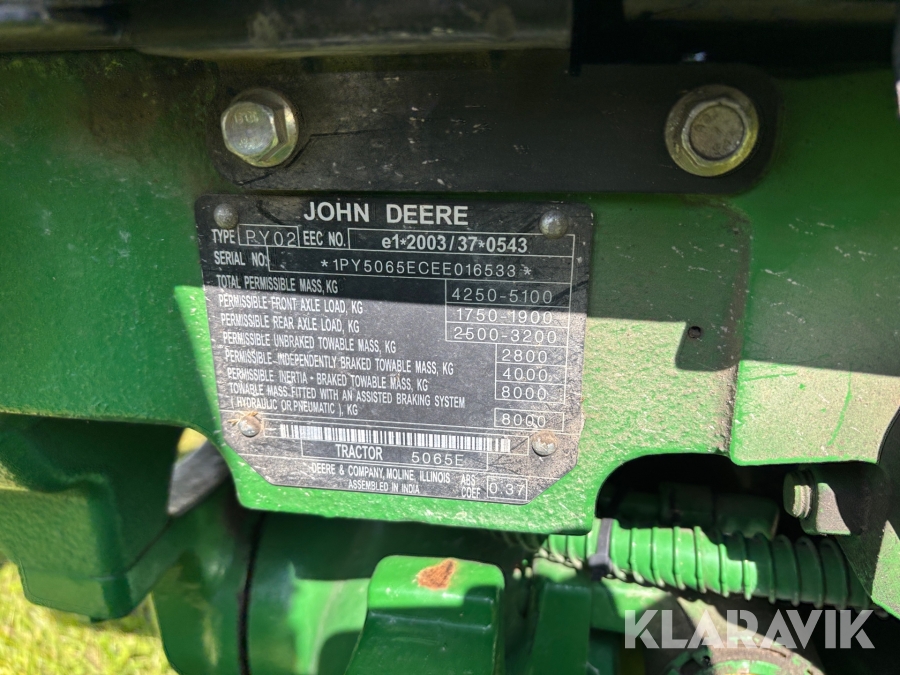 JOHN DEERE
TYPE PY02 EEC NO. e1*2003/37*0543
SERIAL NO: *1PY5065ECEE016533*
TOTAL PERMISSIBLE MASS, KG 4250-5100
PERMISSIBLE FRONT AXLE LOAD, KG 1750-1900
PERMISSIBLE REAR AXLE LOAD, KG 2500-3200
PERMISSIBLE UNBRAKED TOWABLE MASS, KG 2800
PERMISSIBLE-INDEPENDENTLY BRAKED TOWABLE MASS, KG 4000
PERMISSIBLE INERTIA - BRAKED TOWABLE MASS, KG 8000
TOWABLE MASS FITTED WITH AN ASSISTED BRAKING SYSTEM
( HYDRAULIC OR PNEUMATIC ), KG 8000
TRACTOR 5065E
DEERE & COMPANY, MOLINE, ILLINOIS
ASSEMBLED IN INDIA
ABS
COEF 0.37
KLARAVIK